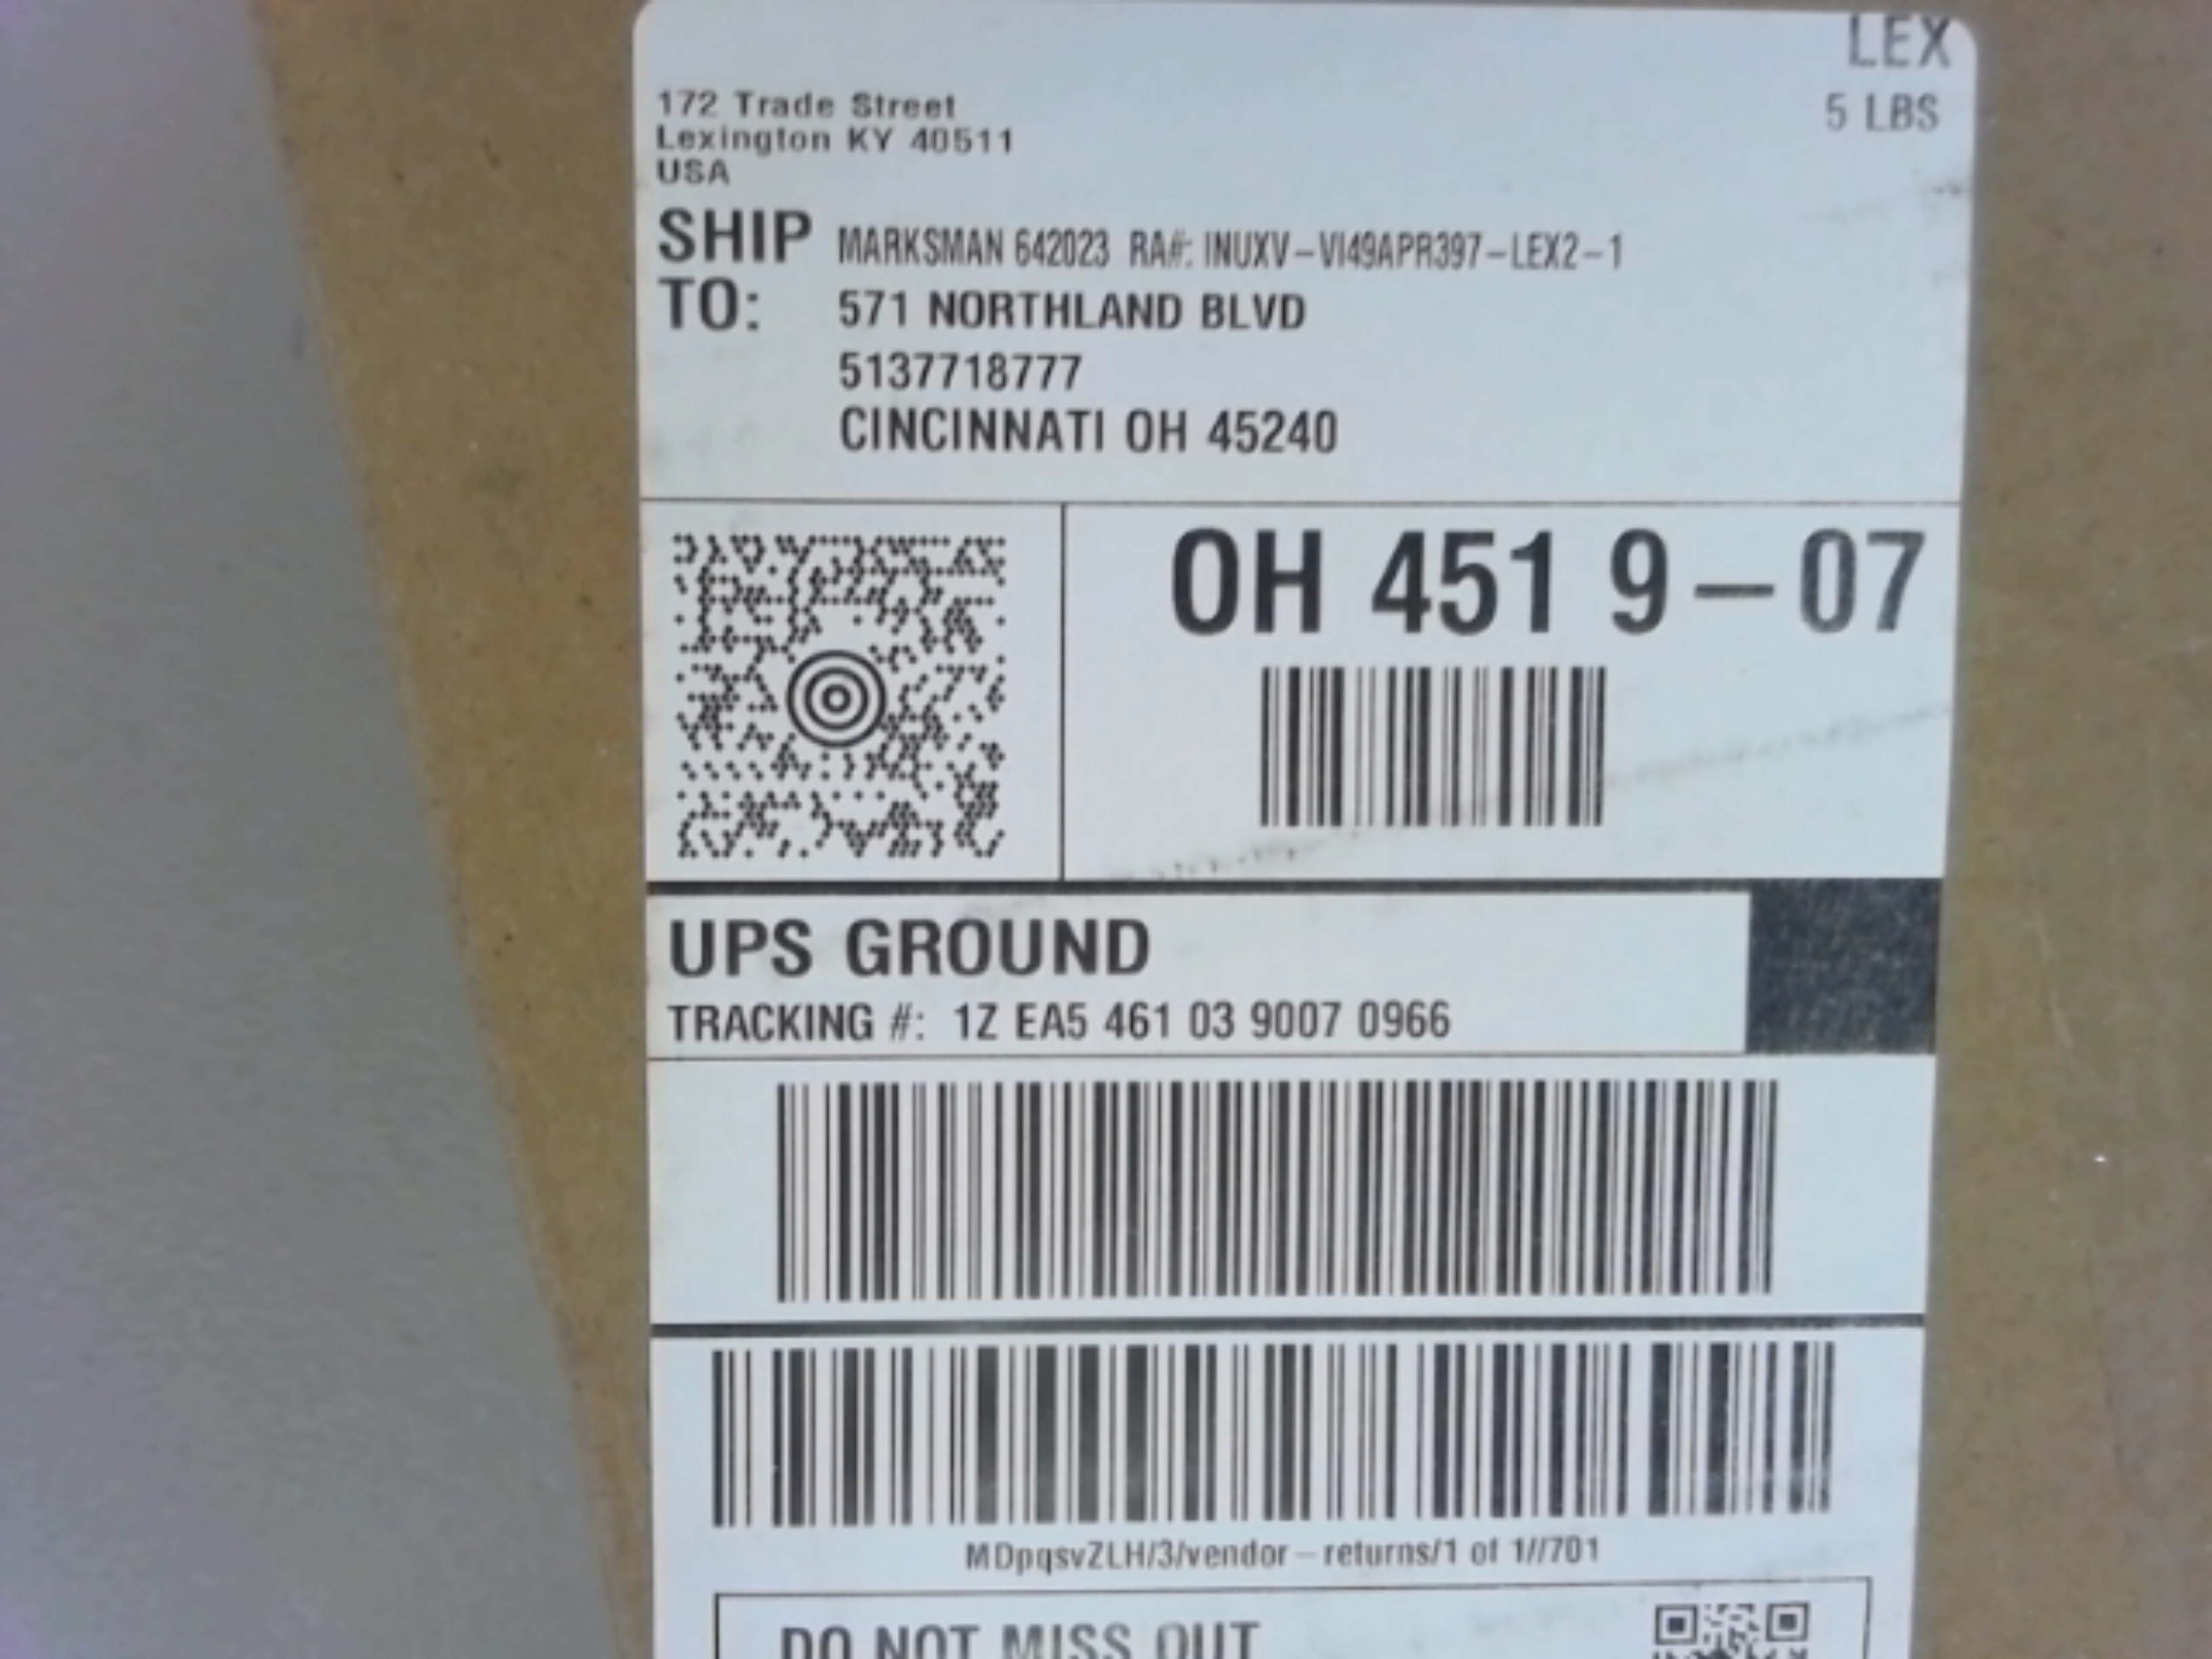 LEX
172 Trade Street
5 LBS
Lexington KY 40511
USA
SHIP TO: MARKSMAN 642023 RA#: INUXV-VI49APR397-LEX2-1
571 NORTHLAND BLVD
5137718777
CINCINNATI OH 45240
OH 451 9-07
UPS GROUND
TRACKING #: 1Z EA5 461 03 9007 0966
MDpqsvZLH/3/vendor-returns/1 of 1//701
DO NOT MISS OUT